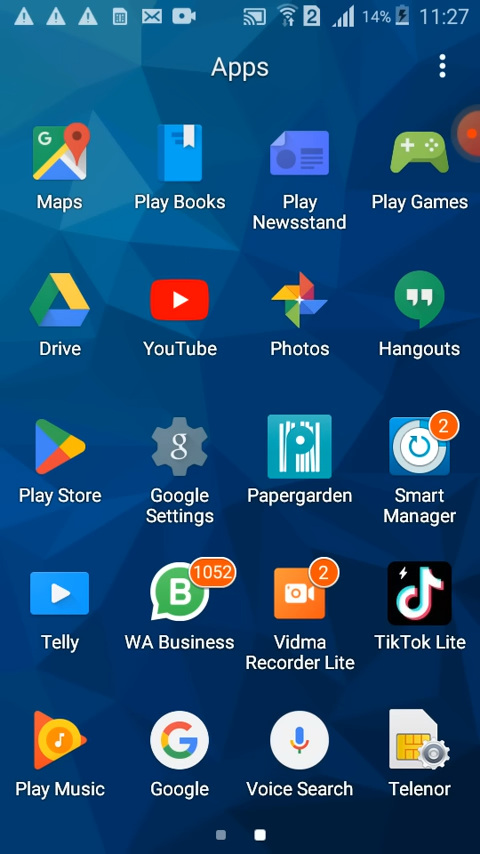 2 14% 11:27
Apps
G
Maps Play Books Play Newsstand Play Games
Drive YouTube Photos Hangouts
g 2
Play Store Google Settings Papergarden Smart Manager
B 1052 2
Telly WA Business Vidma Recorder Lite TikTok Lite
G
Play Music Google Voice Search Telenor